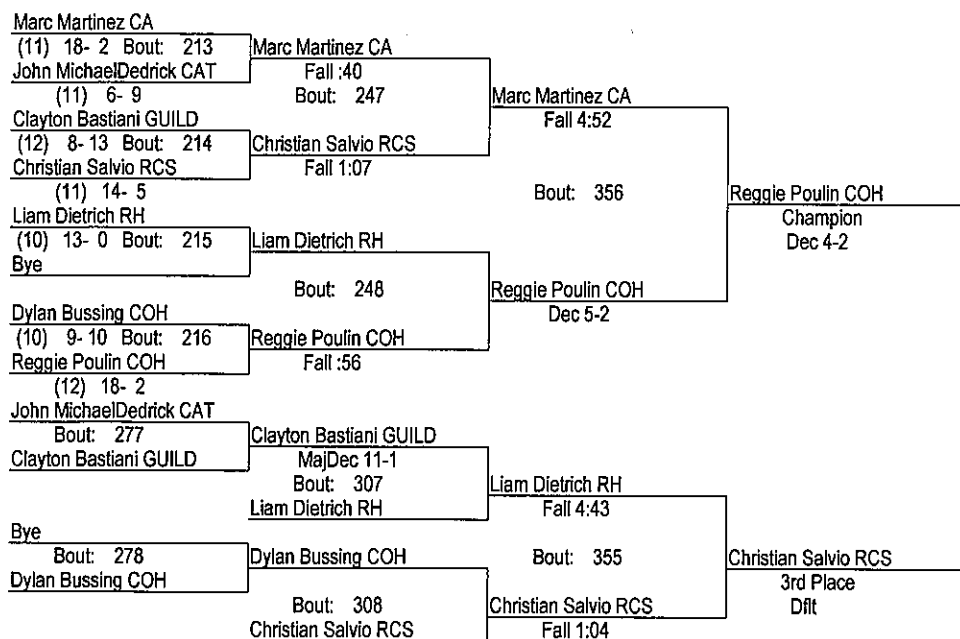 Marc Martinez CA
(11) 18- 2 Bout: 213
John MichaelDedrick CAT
(11) 6- 9
Clayton Bastiani GUILD
(12) 8- 13 Bout: 214
Christian Salvio RCS
(11) 14- 5
Liam Dietrich RH
(10) 13- 0 Bout: 215
Bye
Dylan Bussing COH
(10) 9- 10 Bout: 216
Reggie Poulin COH
(12) 18- 2
Marc Martinez CA
Fall :40
Bout: 247
Christian Salvio RCS
Fall 1:07
Liam Dietrich RH
Bout: 248
Reggie Poulin COH
Fall :56
Marc Martinez CA
Fall 4:52
Bout: 356
Reggie Poulin COH
Dec 5-2
Reggie Poulin COH
Champion
Dec 4-2
John MichaelDedrick CAT
Bout: 277
Clayton Bastiani GUILD
Bye
Bout: 278
Dylan Bussing COH
Clayton Bastiani GUILD
MajDec 11-1
Bout: 307
Liam Dietrich RH
Dylan Bussing COH
Bout: 308
Christian Salvio RCS
Liam Dietrich RH
Fall 4:43
Bout: 355
Christian Salvio RCS
Fall 1:04
Christian Salvio RCS
3rd Place
Dflt